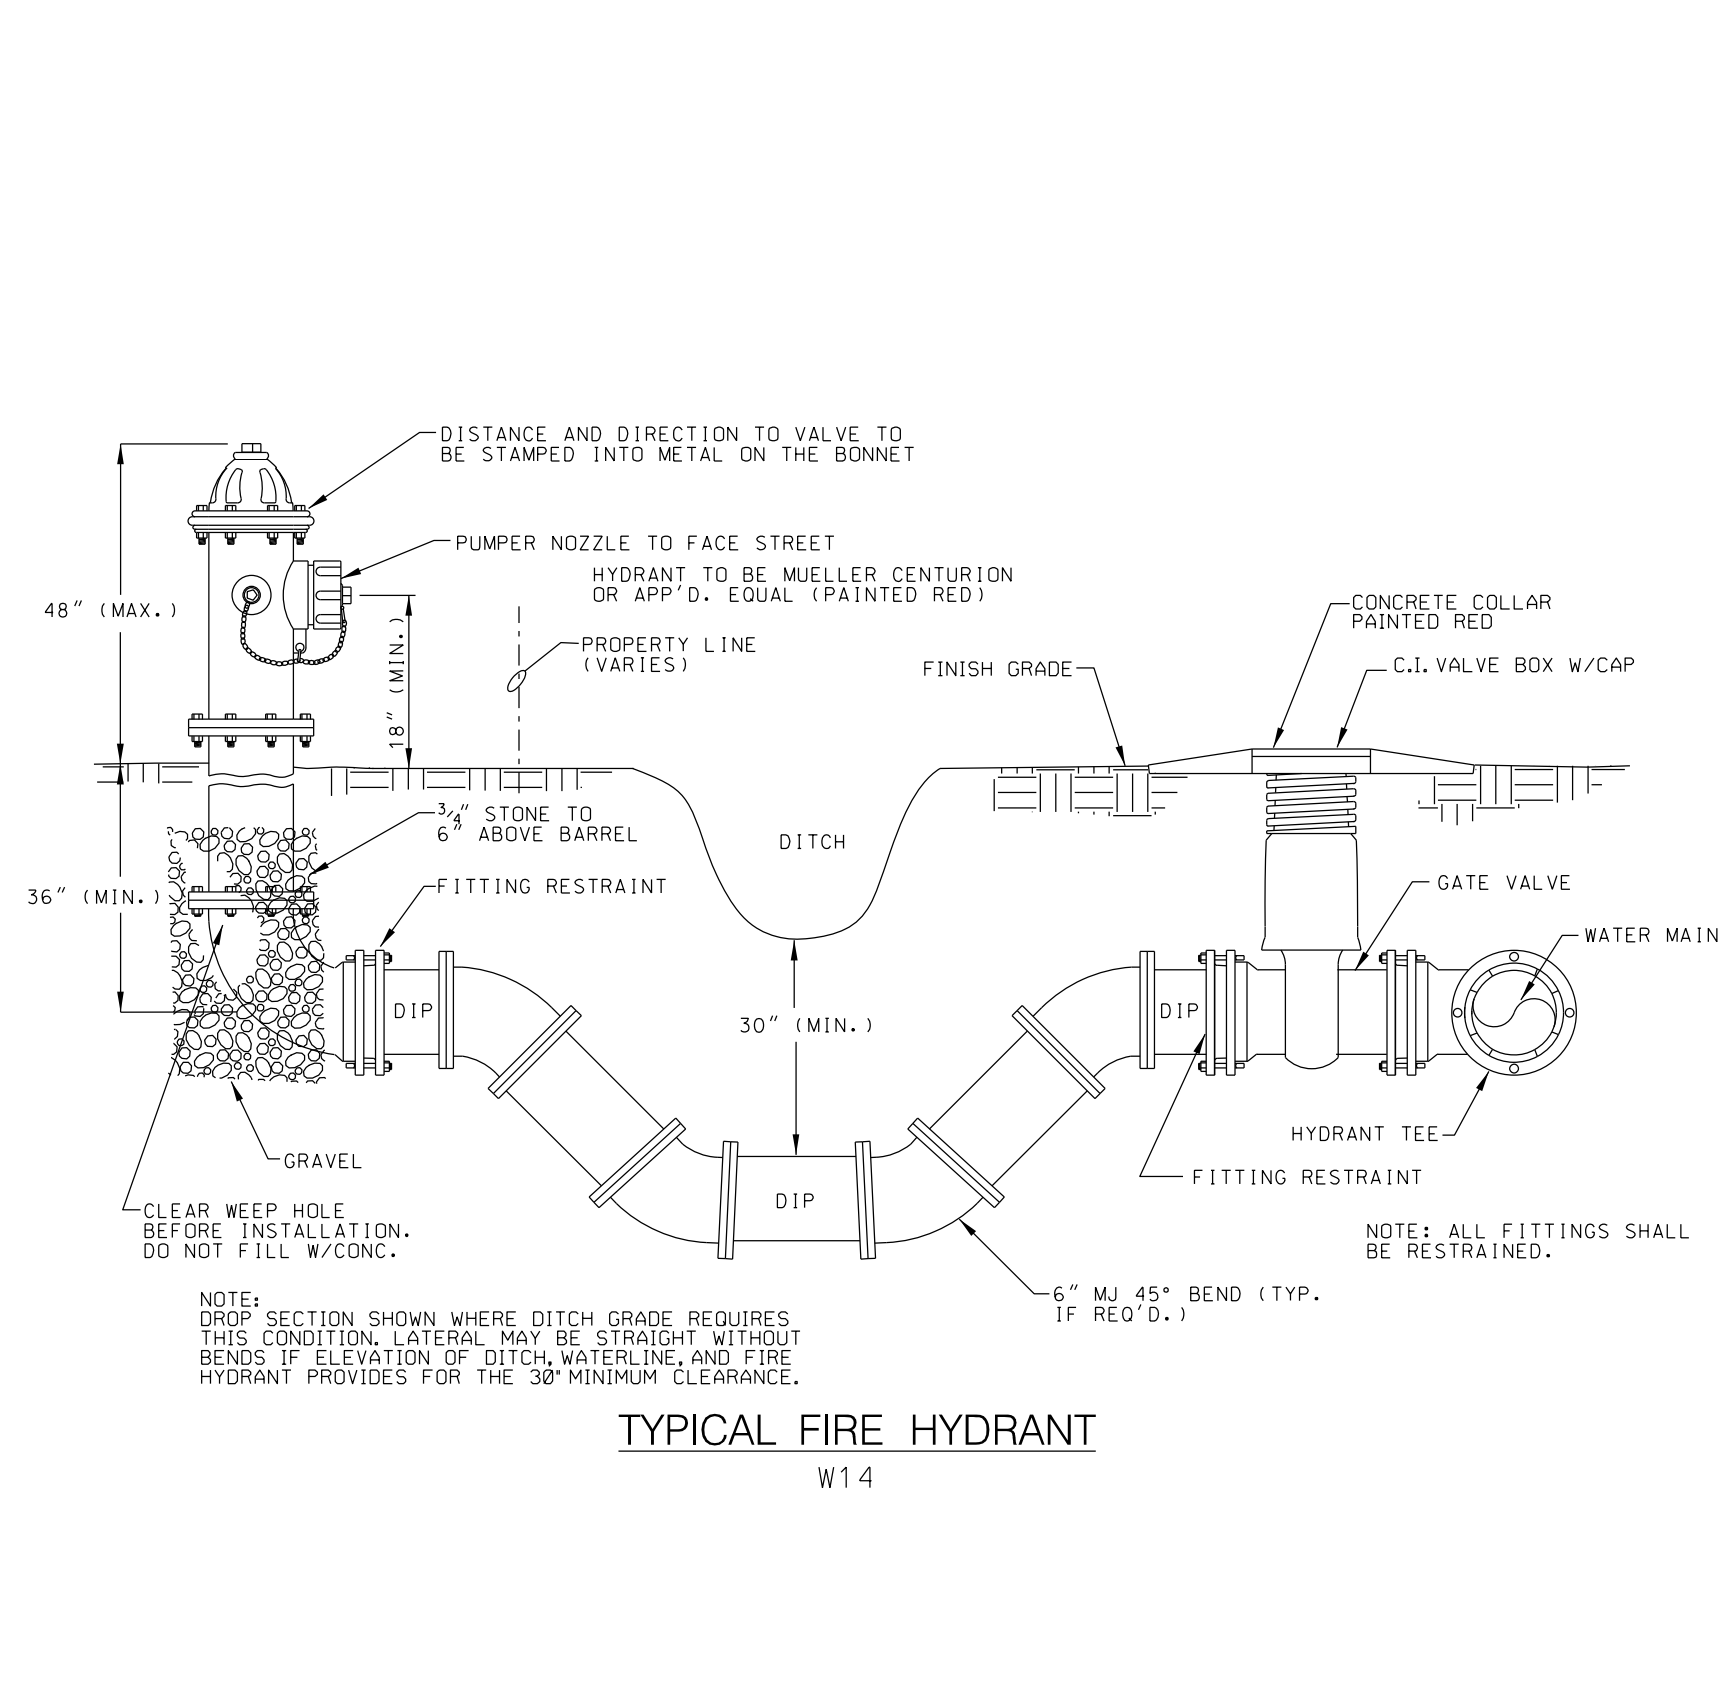 DISTANCE AND DIRECTION TO VALVE TO
BE STAMPED INTO METAL ON THE BONNET
PUMPER NOZZLE TO FACE STREET
HYDRANT TO BE MUELLER CENTURION
OR APP'D. EQUAL (PAINTED RED)
48" (MAX.)
18" (MIN.)
PROPERTY LINE
(VARIES)
CONCRETE COLLAR
PAINTED RED
FINISH GRADE
C.I. VALVE BOX W/CAP
3/4" STONE TO
6" ABOVE BARREL
DITCH
36" (MIN.)
FITTING RESTRAINT
GATE VALVE
WATER MAIN
DIP
30" (MIN.)
DIP
HYDRANT TEE
GRAVEL
FITTING RESTRAINT
DIP
CLEAR WEEP HOLE
BEFORE INSTALLATION.
DO NOT FILL W/CONC.
NOTE: ALL FITTINGS SHALL
BE RESTRAINED.
6" MJ 45° BEND (TYP.
IF REQ'D.)
NOTE:
DROP SECTION SHOWN WHERE DITCH GRADE REQUIRES
THIS CONDITION. LATERAL MAY BE STRAIGHT WITHOUT
BENDS IF ELEVATION OF DITCH, WATERLINE, AND FIRE
HYDRANT PROVIDES FOR THE 30" MINIMUM CLEARANCE.
TYPICAL FIRE HYDRANT
W14